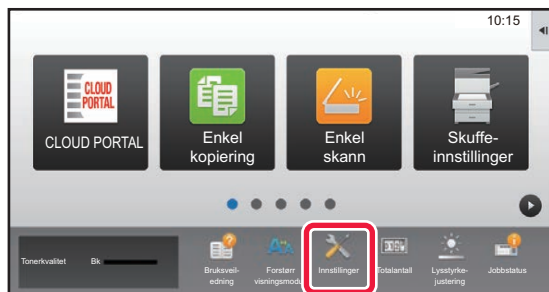 10:15
CLOUD
PORTAL
CLOUD PORTAL
Enkel
kopiering
Enkel
skann
Skuffe-
innstillinger
Tonerkvalitet Bk
Bruksveil-
edning
Forstørr
visningsmodus
Innstillinger
Totalantall
Lysstyrke-
justering
Jobbstatus